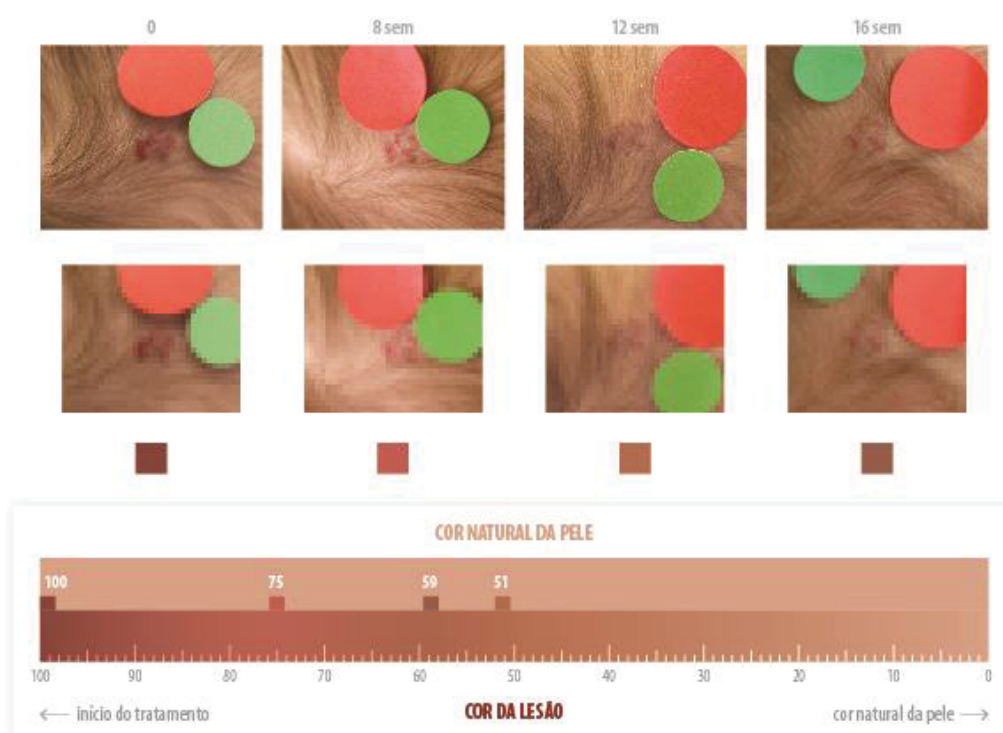 0 8 sem 12 sem 16 sem
COR NATURAL DA PELE
100 75 59 51
100 90 80 70 60 50 40 30 20 10 0
← início do tratamento COR DA LESÃO cor natural da pele →